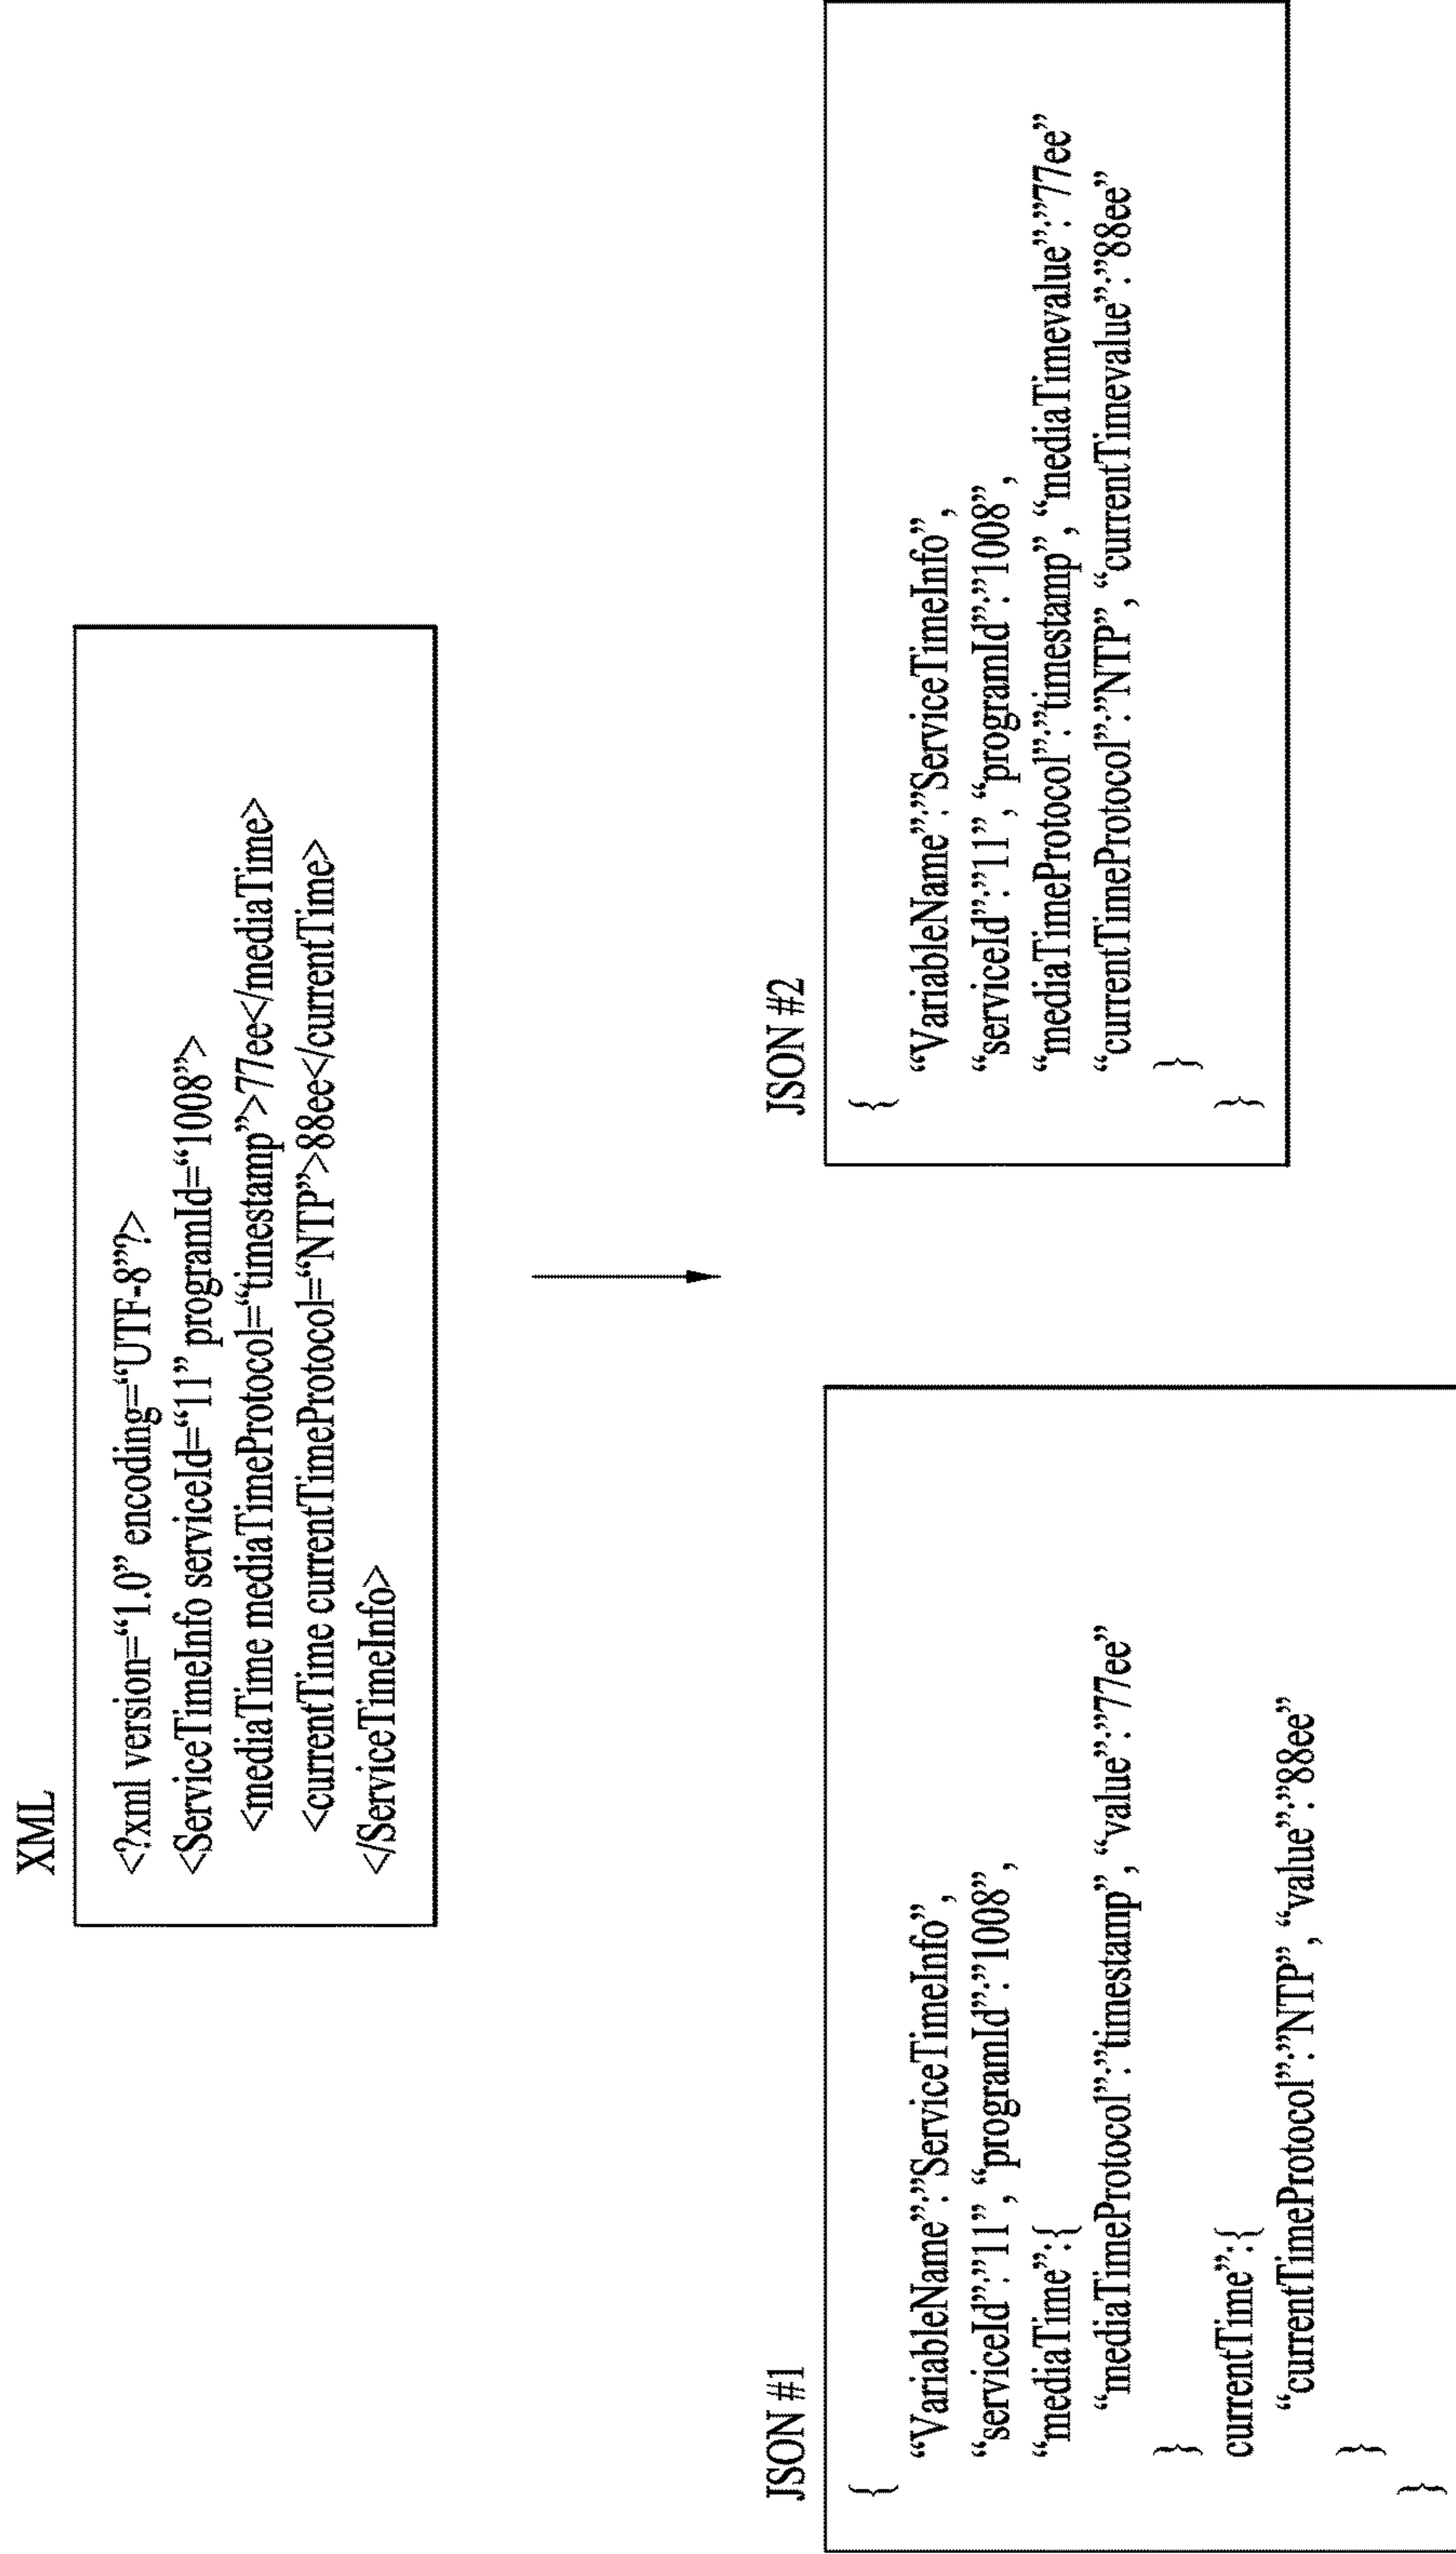 XML
<?xml version=“1.0” encoding=“UTF-8”?>
<ServiceTimeInfo serviceId=“11” programId=“1008”>
<mediaTime mediaTimeProtocol=“timestamp”>77ee</mediaTime>
<currentTime currentTimeProtocol=“NTP”>88ee</currentTime>
</ServiceTimeInfo>
JSON #1
{
“VariableName”:”ServiceTimeInfo”,
“serviceId”:”11”, “programId”:”1008”,
“mediaTime”:{
“mediaTimeProtocol”:”timestamp”, “value”:”77ee”
}
currentTime”:{
“currentTimeProtocol”:”NTP”, “value”:”88ee”
}
}
JSON #2
{
“VariableName”:”ServiceTimeInfo”,
“serviceId”:”11”, “programId”:”1008”,
“mediaTimeProtocol”:”timestamp”, “mediaTimevalue”:”77ee”
“currentTimeProtocol”:”NTP”, “currentTimevalue”:”88ee”
}
}